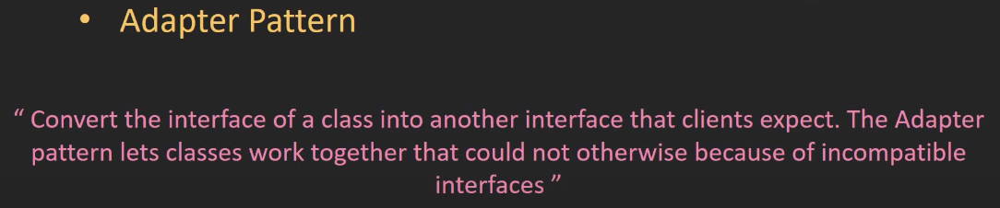 • Adapter Pattern
“ Convert the interface of a class into another interface that clients expect. The Adapter
pattern lets classes work together that could not otherwise because of incompatible
interfaces ”